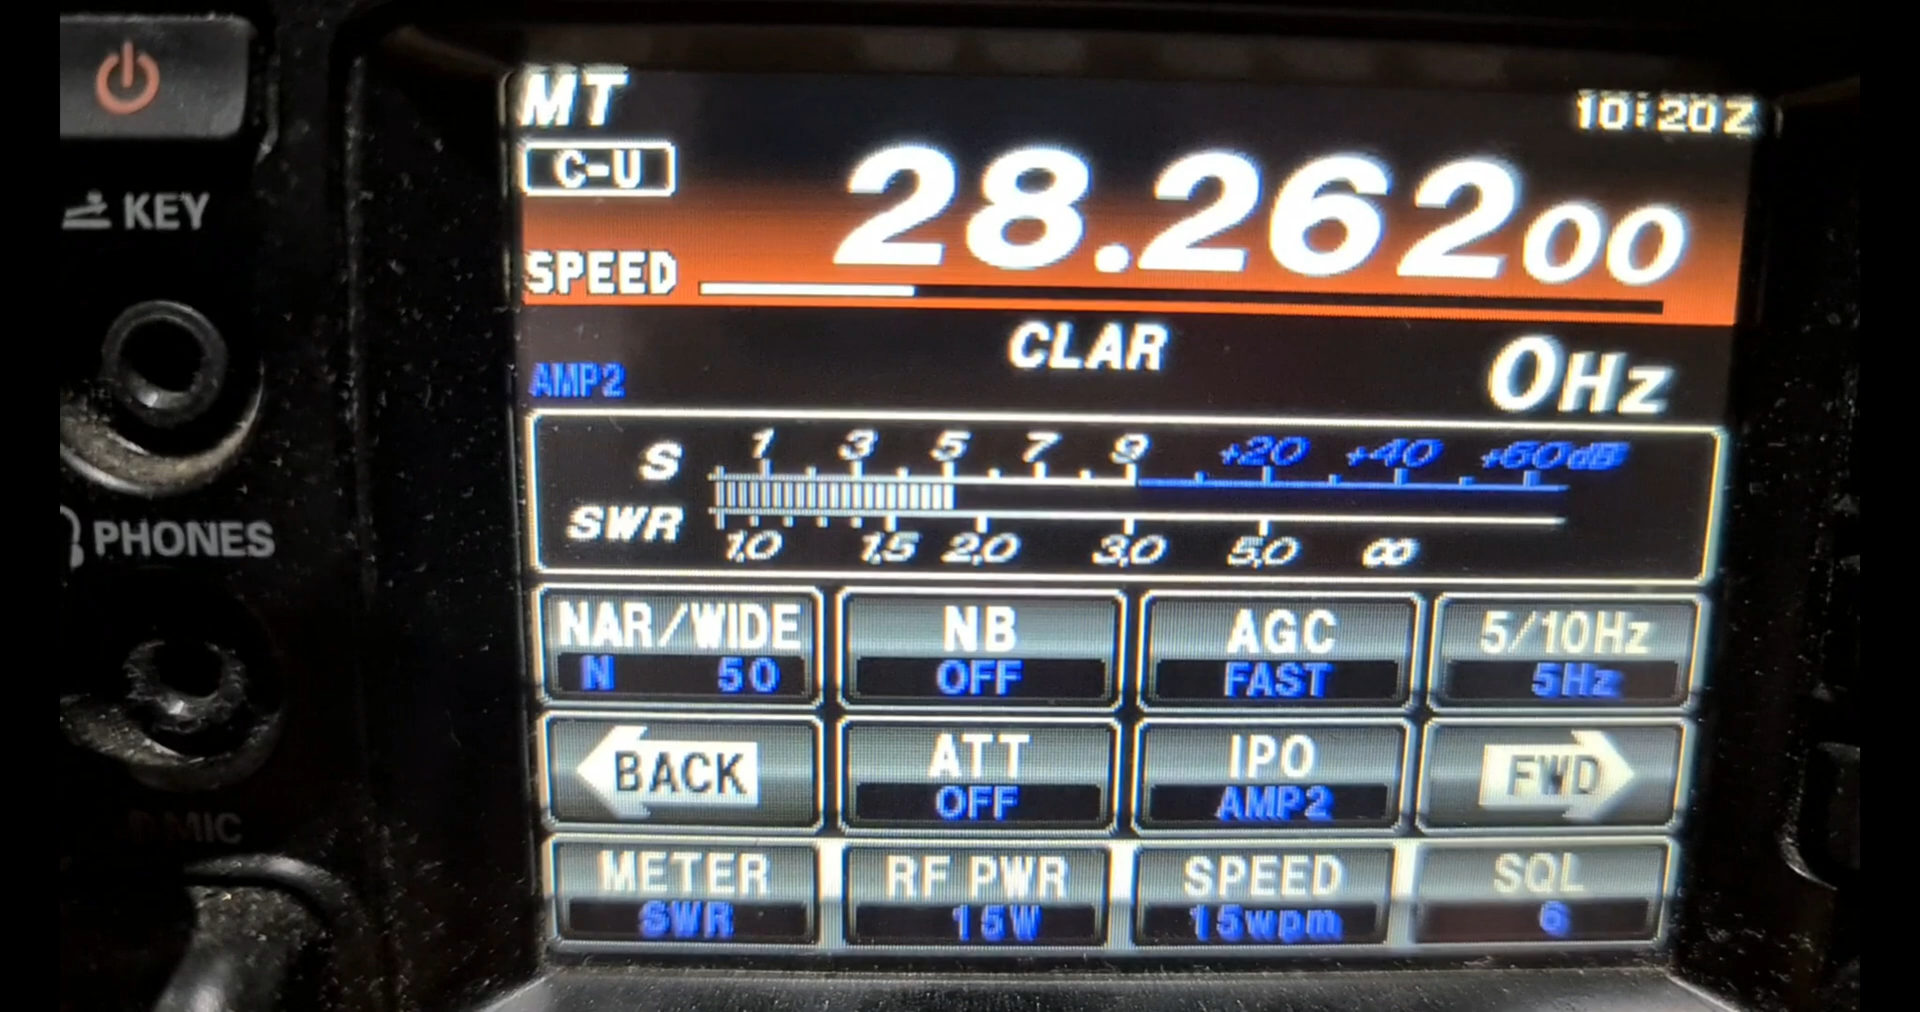 MT
10:20Z
C-U
28.26200
KEY
SPEED
CLAR
0Hz
AMP2
S 1 3 5 7 9 +20 +40 +60dB
SWR 1,0 1,5 2,0 3,0 5,0 ∞
PHONES
NAR/WIDE NB AGC 5/10Hz
N 50 OFF FAST 5Hz
BACK ATT IPO FWD
OFF AMP2
MIC
METER RF PWR SPEED SQL
SWR 15W 15wpm 6